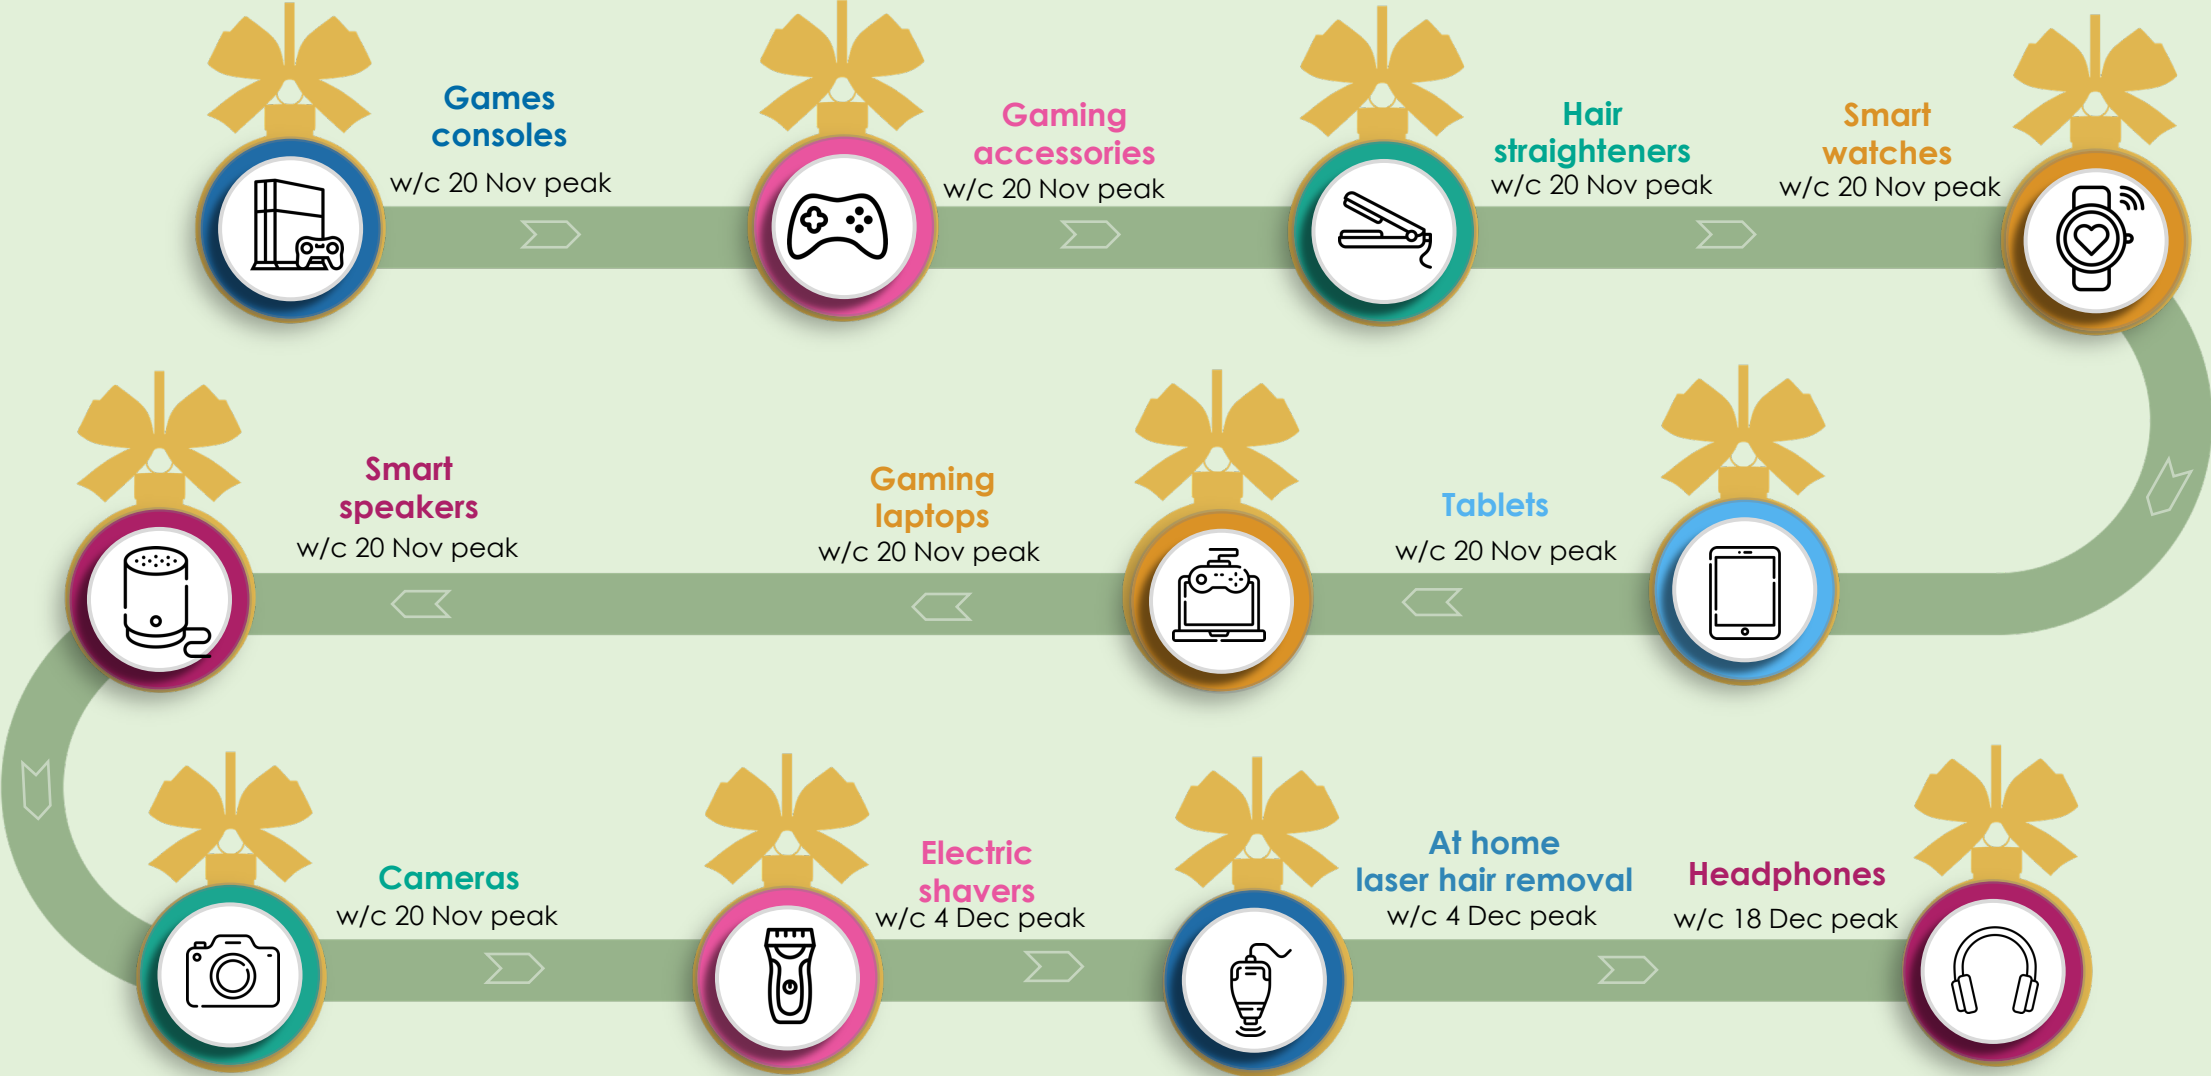 Games
consoles
w/c 20 Nov peak
Gaming
accessories
w/c 20 Nov peak
Hair
straighteners
w/c 20 Nov peak
Smart
watches
w/c 20 Nov peak
Tablets
w/c 20 Nov peak
Gaming
laptops
w/c 20 Nov peak
Smart
speakers
w/c 20 Nov peak
Cameras
w/c 20 Nov peak
Electric
shavers
w/c 4 Dec peak
At home
laser hair removal
w/c 4 Dec peak
Headphones
w/c 18 Dec peak